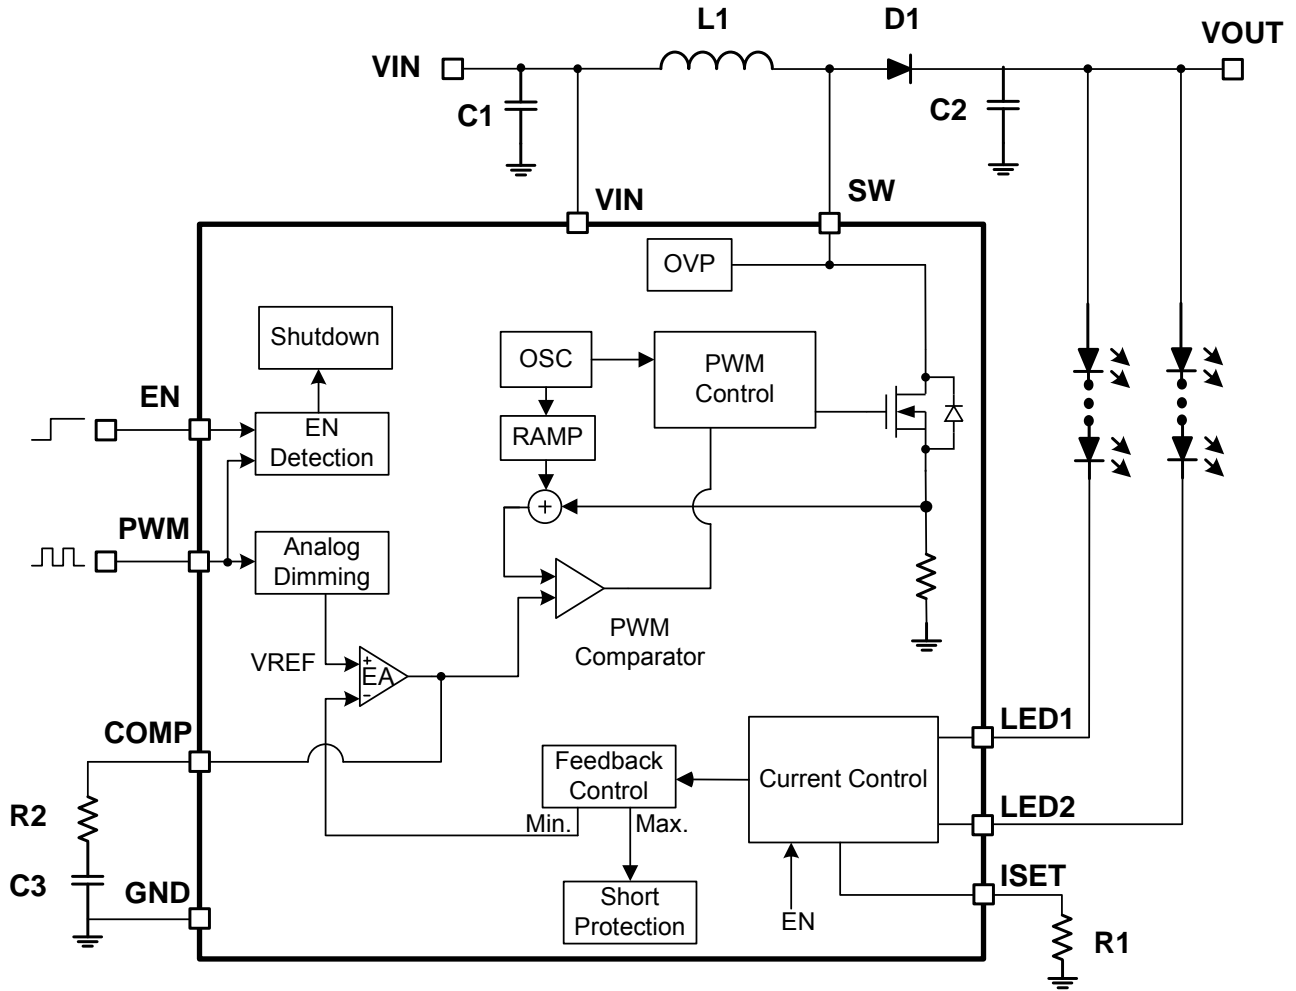 L1
D1
VOUT
VIN
C1
C2
VIN
SW
OVP
Shutdown
OSC
PWM
Control
EN
EN
Detection
RAMP
+
PWM
Analog
Dimming
PWM
Comparator
VREF
+
EA
-
COMP
LED1
Feedback
Control
Current Control
R2
Min.
Max.
LED2
C3
GND
Short
Protection
EN
ISET
R1